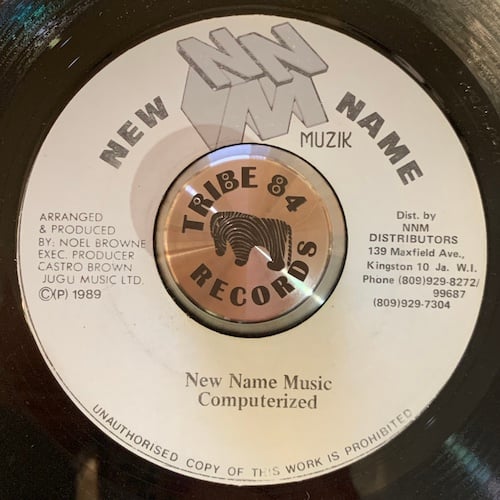 NEW NAME
NNM
MUZIK
TRIBE 84
RECORDS
ARRANGED
& PRODUCED
BY: NOEL BROWNE
EXEC. PRODUCER
CASTRO BROWN
JUGU MUSIC LTD.
©(P) 1989
Dist. by
NNM
DISTRIBUTORS
139 Maxfield Ave.,
Kingston 10 Ja. W.I.
Phone (809)929-8272/
99687
(809)929-7304
New Name Music
Computerized
UNAUTHORISED COPY OF THIS WORK IS PROHIBITED